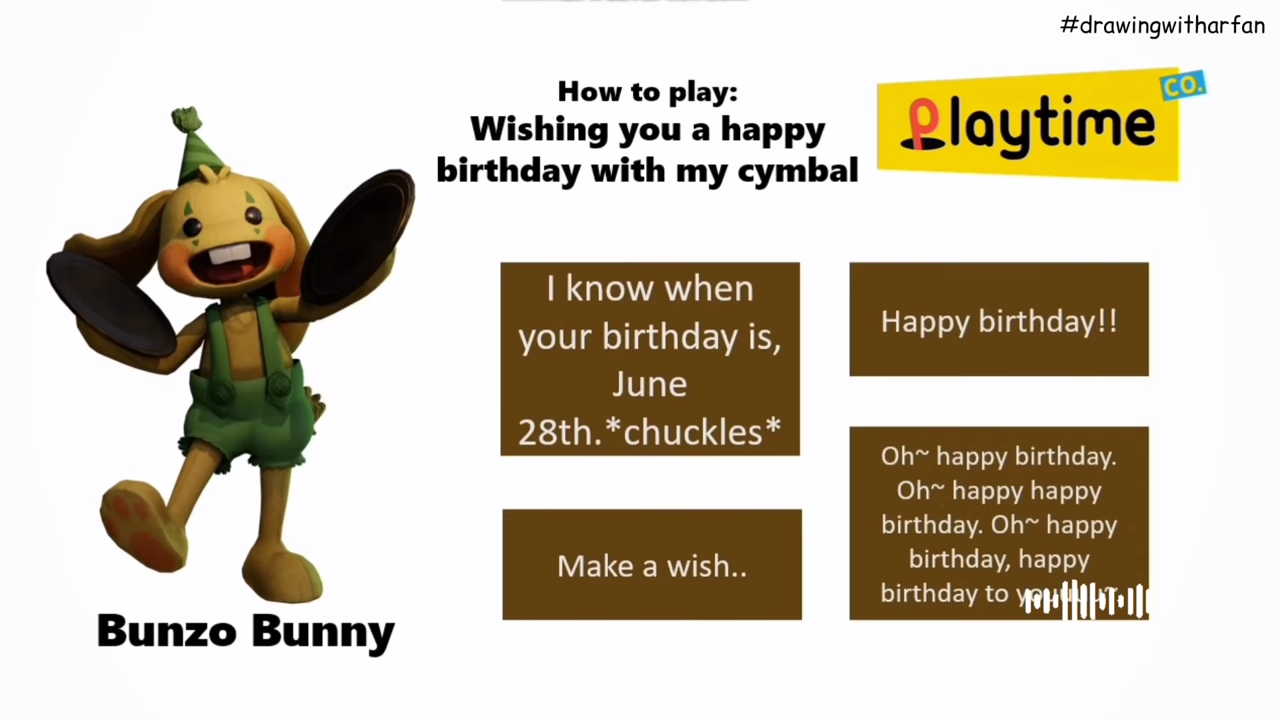 #drawingwitharfan
How to play:
Wishing you a happy
birthday with my cymbal
Playtime
CO.
I know when
your birthday is,
June
28th.*chuckles*
Happy birthday!!
Make a wish..
Oh~ happy birthday.
Oh~ happy happy
birthday. Oh~ happy
birthday, happy
birthday to
Bunzo Bunny